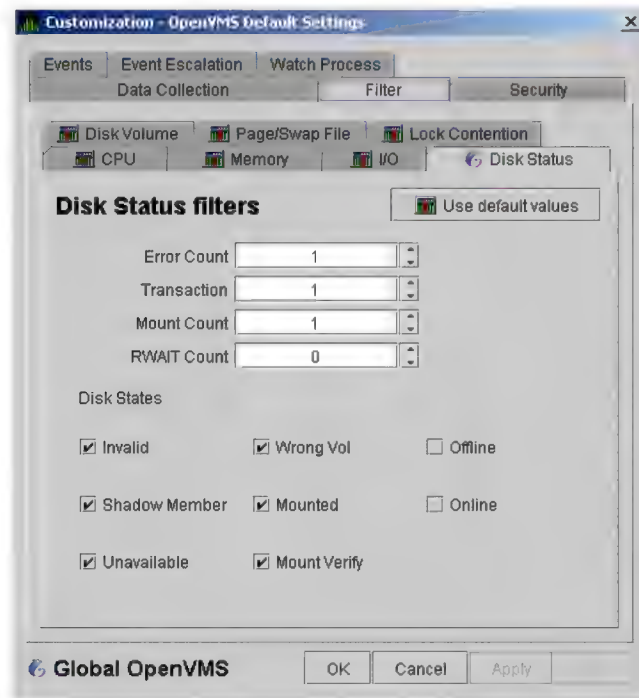 Customization - OpenVMS Default Settings
Events Event Escalation Watch Process
Data Collection Filter Security
Disk Volume Page/Swap File Lock Contention
CPU Memory I/O Disk Status
Disk Status filters Use default values
Error Count 1
Transaction 1
Mount Count 1
RWAIT Count 0
Disk States
Invalid Wrong Vol Offline
Shadow Member Mounted Online
Unavailable Mount Verify
Global OpenVMS OK Cancel Apply